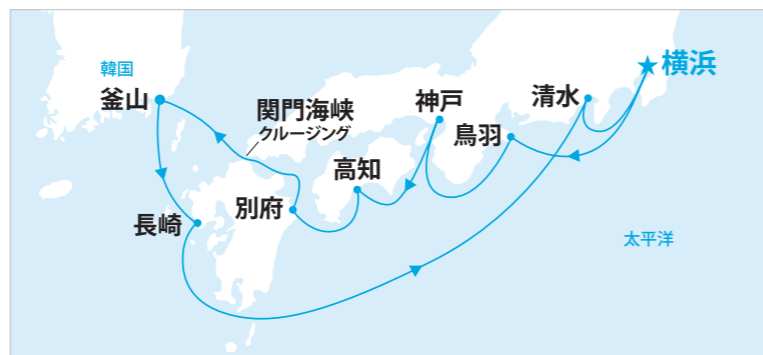 韓国
釜山
関門海峡
クルージング
神戸
清水
★横浜
鳥羽
高知
別府
長崎
太平洋